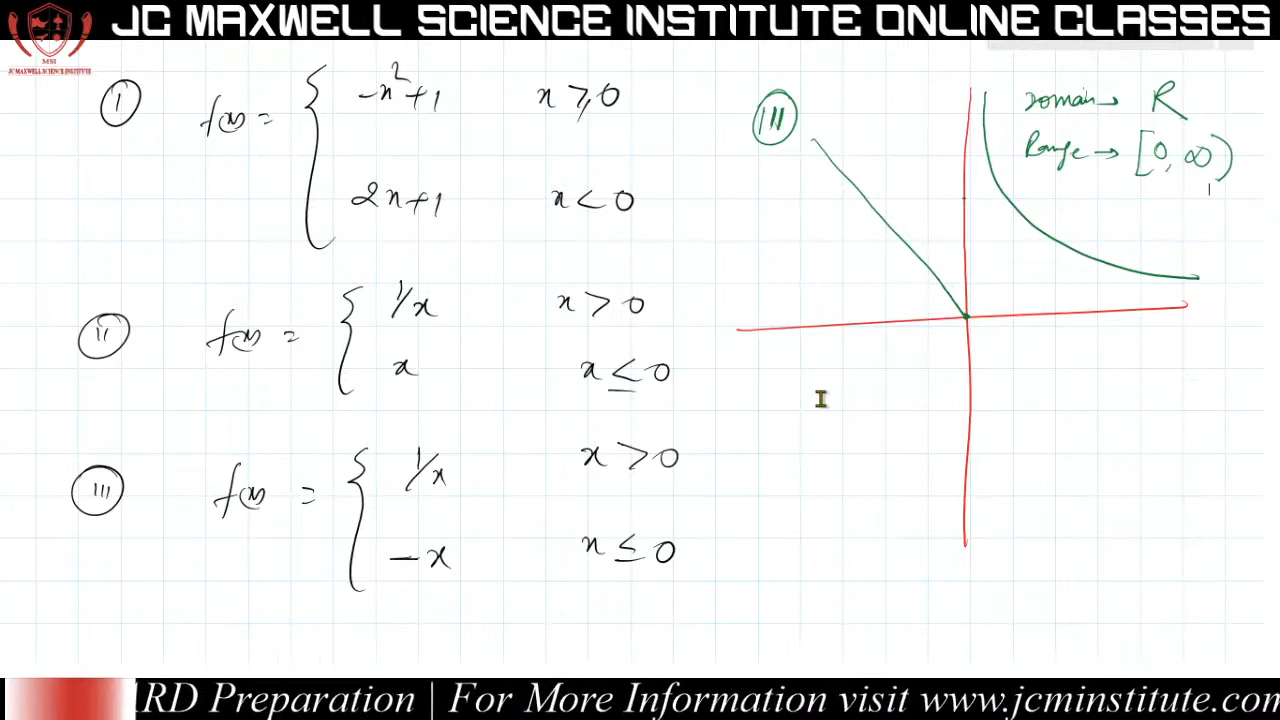 JC MAXWELL SCIENCE INSTITUTE ONLINE CLASSES
MSI
JC MAXWELL SCIENCE INSTITUTE
I f(x) = { -x²+1 x ≥ 0
2x+1 x < 0
II f(x) = { 1/x x > 0
x x ≤ 0
III f(x) = { 1/x x > 0
-x x ≤ 0
III
Domain → R
Range → [0, ∞)
RD Preparation | For More Information visit www.jcminstitute.com